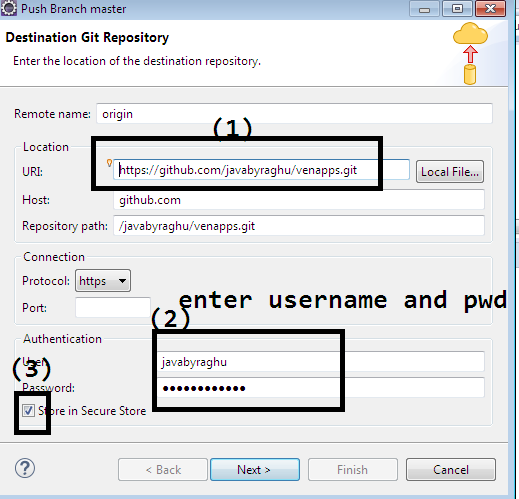 Push Branch master
Destination Git Repository
Enter the location of the destination repository.
Remote name: origin
(1)
Location
URI: https://github.com/javabyraghu/venapps.git Local File...
Host: github.com
Repository path: /javabyraghu/venapps.git
Connection
Protocol: https
enter username and pwd
Port:
(2)
Authentication
User: javabyraghu
(3)
Password: ●●●●●●●●●●●●
Store in Secure Store
? < Back Next > Finish Cancel